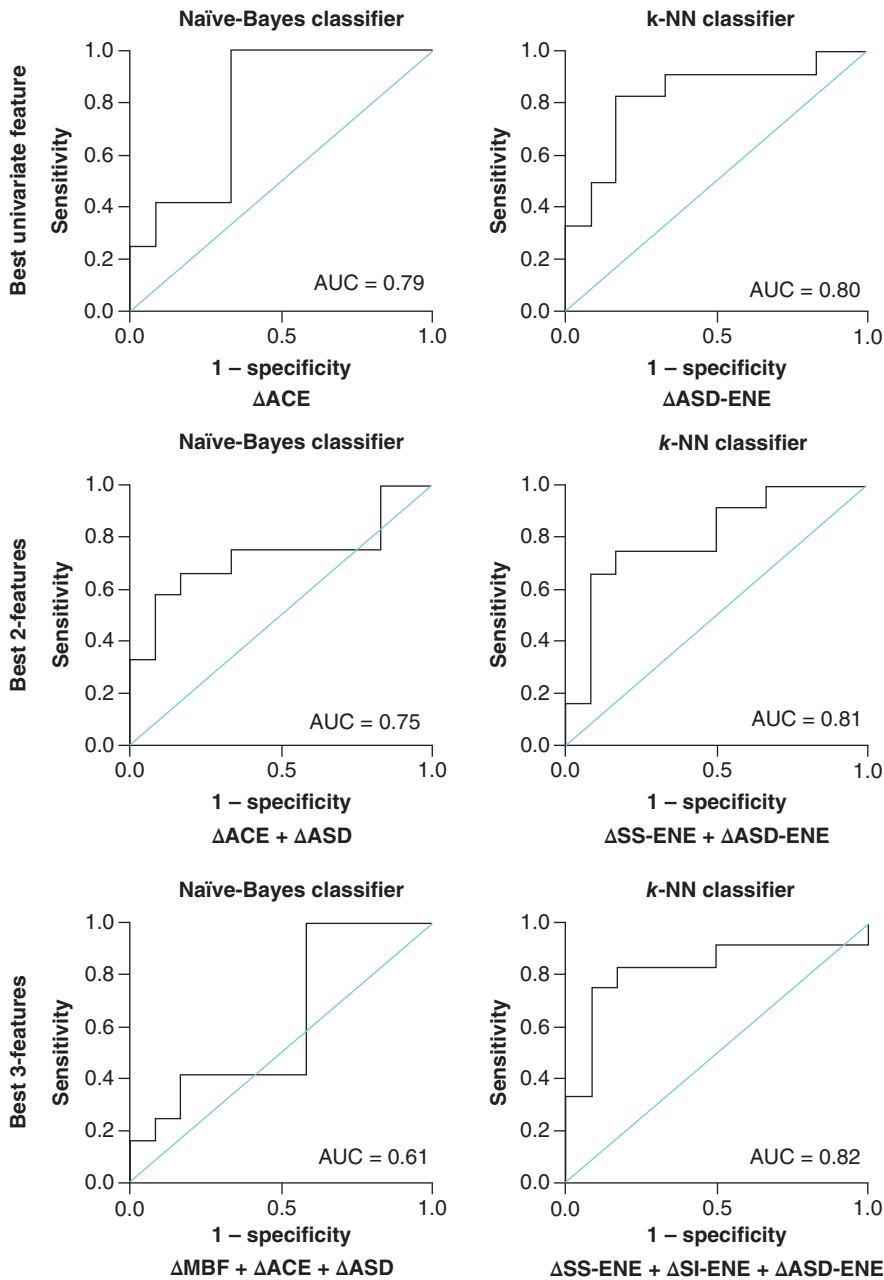 Naïve-Bayes classifier
k-NN classifier
Best univariate feature
Sensitivity
1.0
0.8
0.6
0.4
0.2
0.0
AUC = 0.79
0.0
0.5
1.0
1 – specificity
ΔACE
Sensitivity
1.0
0.8
0.6
0.4
0.2
0.0
AUC = 0.80
0.0
0.5
1.0
1 – specificity
ΔASD-ENE
Naïve-Bayes classifier
k-NN classifier
Best 2-features
Sensitivity
1.0
0.8
0.6
0.4
0.2
0.0
AUC = 0.75
0.0
0.5
1.0
1 – specificity
ΔACE + ΔASD
Sensitivity
1.0
0.8
0.6
0.4
0.2
0.0
AUC = 0.81
0.0
0.5
1.0
1 – specificity
ΔSS-ENE + ΔASD-ENE
Naïve-Bayes classifier
k-NN classifier
Best 3-features
Sensitivity
1.0
0.8
0.6
0.4
0.2
0.0
AUC = 0.61
0.0
0.5
1.0
1 – specificity
ΔMBF + ΔACE + ΔASD
Sensitivity
1.0
0.8
0.6
0.4
0.2
0.0
AUC = 0.82
0.0
0.5
1.0
1 – specificity
ΔSS-ENE + ΔSI-ENE + ΔASD-ENE